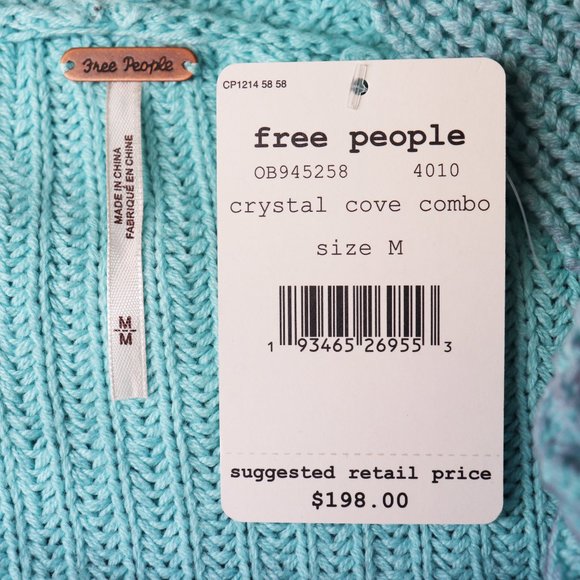 Free People
MADE IN CHINA
FABRIQUÉ EN CHINE
M
M
CP1214 58 58
free people
OB945258 4010
crystal cove combo
size M
1 93465 26955 3
suggested retail price
$198.00